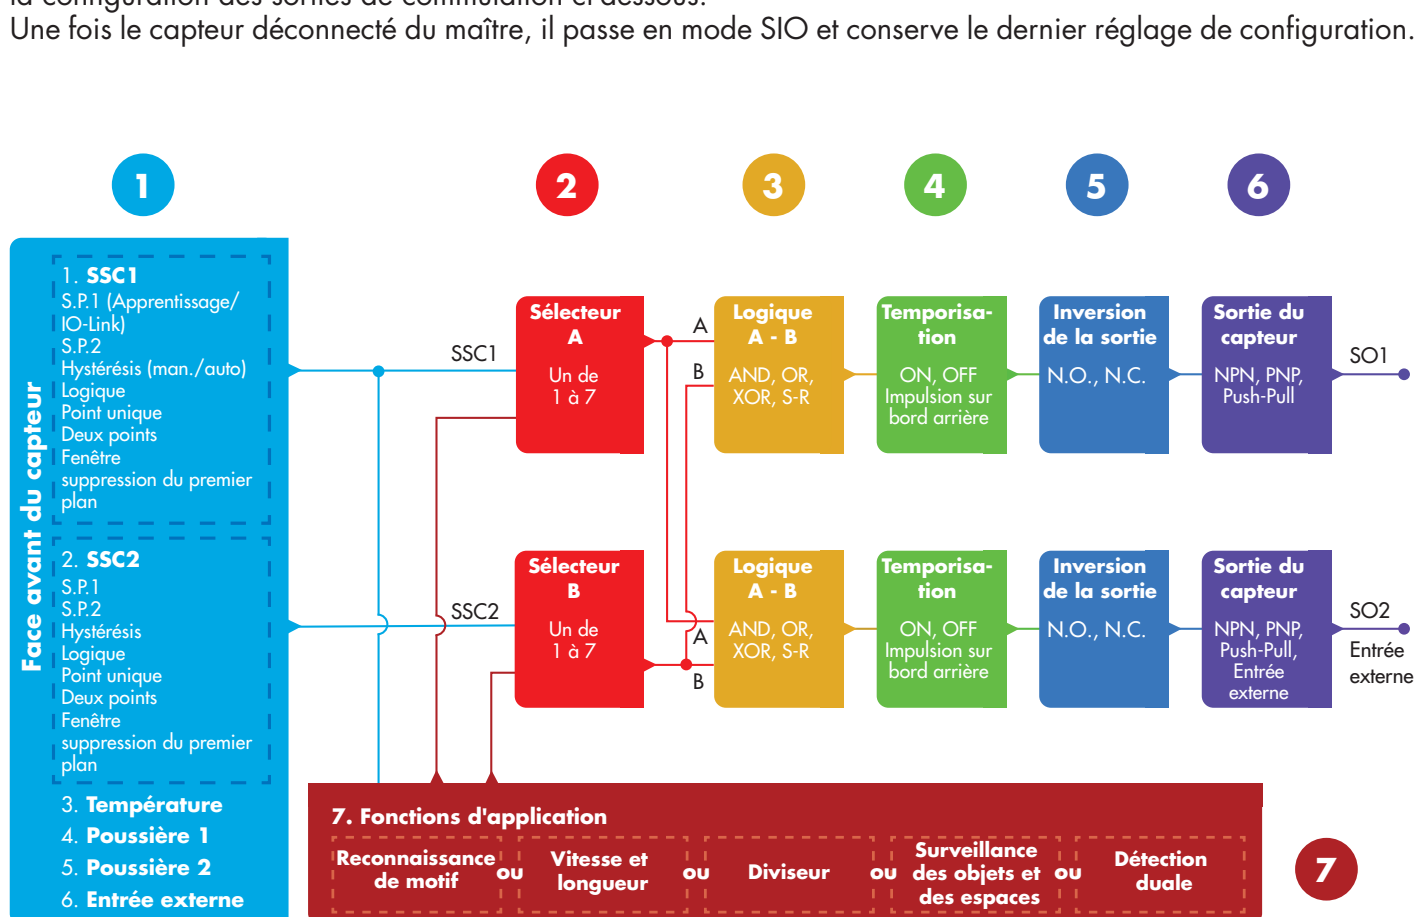 la configuration des sorties de commutation ci-dessous.
Une fois le capteur déconnecté du maître, il passe en mode SIO et conserve le dernier réglage de configuration.
1
2
3
4
5
6
Face avant du capteur
1. SSC1
S.P.1 (Apprentissage/
IO-Link)
S.P.2
Hystérésis (man./auto)
Logique
Point unique
Deux points
Fenêtre
suppression du premier
plan
2. SSC2
S.P.1
S.P.2
Hystérésis
Logique
Point unique
Deux points
Fenêtre
suppression du premier
plan
3. Température
4. Poussière 1
5. Poussière 2
6. Entrée externe
SSC1
Sélecteur
A
Un de
1 à 7
A
B
Logique
A - B
AND, OR,
XOR, S-R
Temporisa-
tion
ON, OFF
Impulsion sur
bord arrière
Inversion
de la sortie
N.O., N.C.
Sortie du
capteur
NPN, PNP,
Push-Pull
SO1
SSC2
Sélecteur
B
Un de
1 à 7
A
B
Logique
A - B
AND, OR,
XOR, S-R
Temporisa-
tion
ON, OFF
Impulsion sur
bord arrière
Inversion
de la sortie
N.O., N.C.
Sortie du
capteur
NPN, PNP,
Push-Pull,
Entrée
externe
SO2
Entrée
externe
7. Fonctions d'application
Reconnaissance
de motif
ou
Vitesse et
longueur
ou
Diviseur
ou
Surveillance
des objets et
des espaces
ou
Détection
duale
7